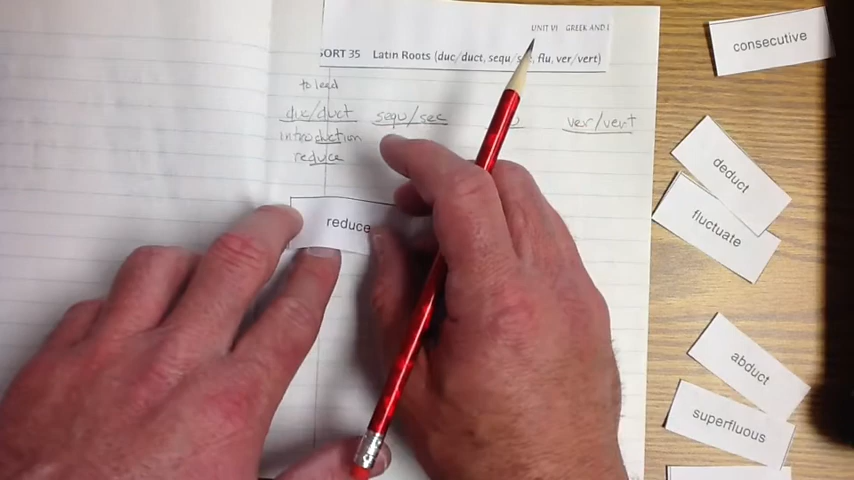 UNIT VI GREEK AND
SORT 35 Latin Roots (duc/duct, sequ/sec, flu, ver/vert)
to lead
duc/duct sequ/sec ver/vert
introduction
reduce
reduce
consecutive
deduct
fluctuate
abduct
superfluous